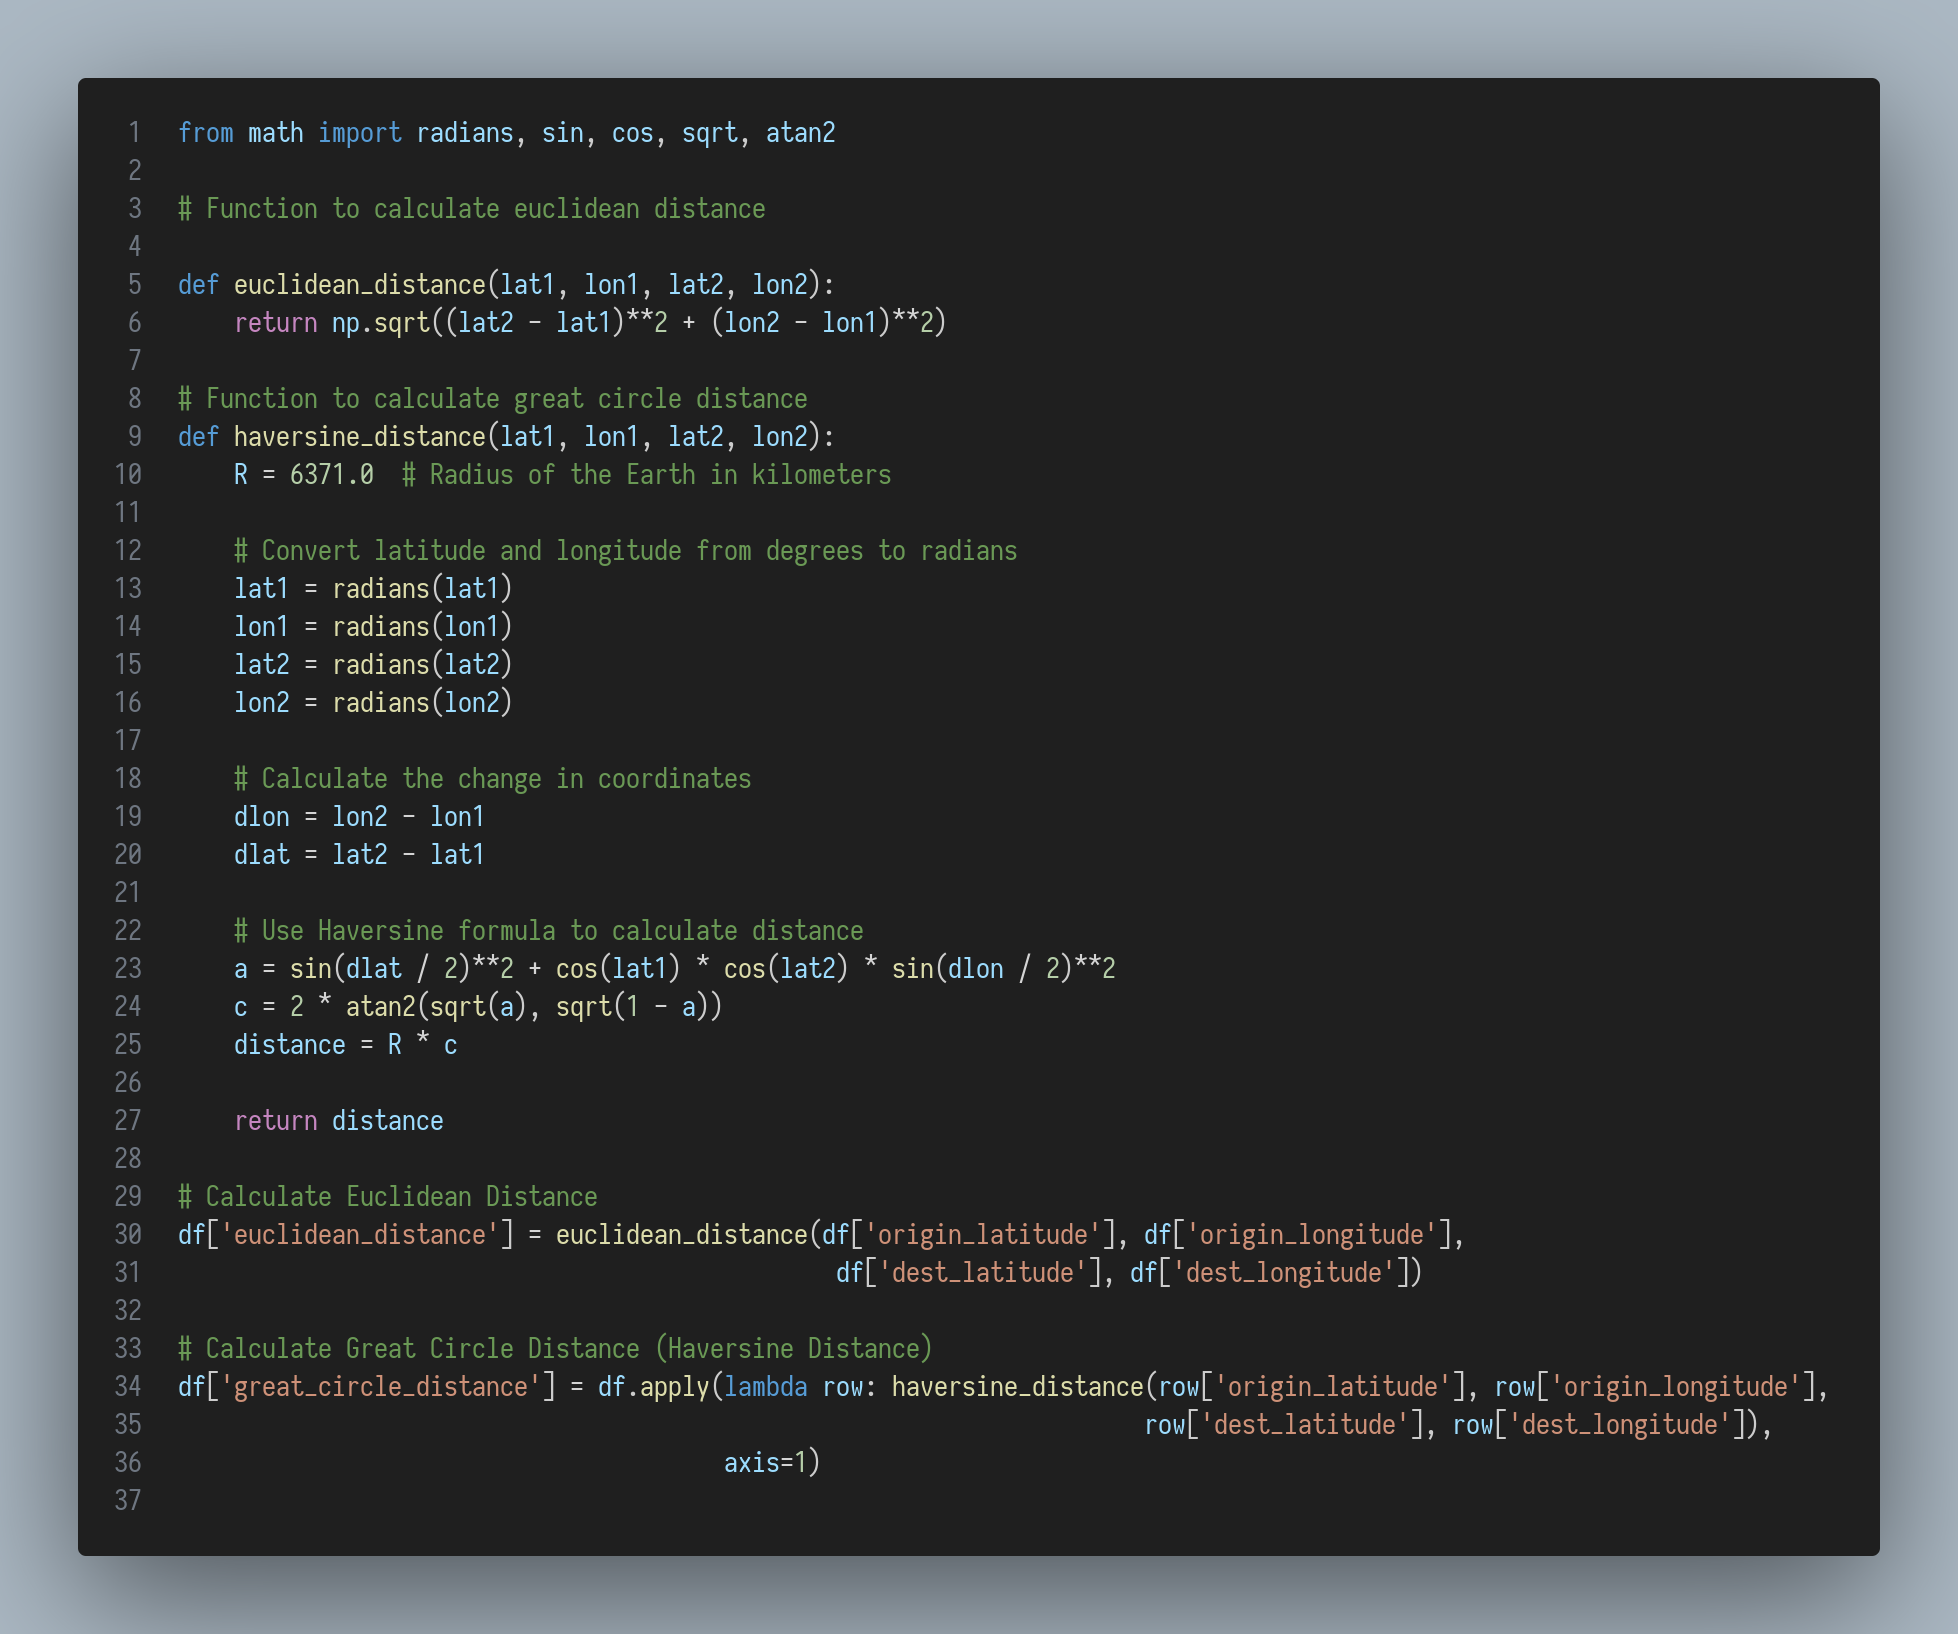 1 from math import radians, sin, cos, sqrt, atan2
2
3 # Function to calculate euclidean distance
4
5 def euclidean_distance(lat1, lon1, lat2, lon2):
6     return np.sqrt((lat2 - lat1)**2 + (lon2 - lon1)**2)
7
8 # Function to calculate great circle distance
9 def haversine_distance(lat1, lon1, lat2, lon2):
10     R = 6371.0  # Radius of the Earth in kilometers
11
12     # Convert latitude and longitude from degrees to radians
13     lat1 = radians(lat1)
14     lon1 = radians(lon1)
15     lat2 = radians(lat2)
16     lon2 = radians(lon2)
17
18     # Calculate the change in coordinates
19     dlon = lon2 - lon1
20     dlat = lat2 - lat1
21
22     # Use Haversine formula to calculate distance
23     a = sin(dlat / 2)**2 + cos(lat1) * cos(lat2) * sin(dlon / 2)**2
24     c = 2 * atan2(sqrt(a), sqrt(1 - a))
25     distance = R * c
26
27     return distance
28
29 # Calculate Euclidean Distance
30 df['euclidean_distance'] = euclidean_distance(df['origin_latitude'], df['origin_longitude'],
31                                                df['dest_latitude'], df['dest_longitude'])
32
33 # Calculate Great Circle Distance (Haversine Distance)
34 df['great_circle_distance'] = df.apply(lambda row: haversine_distance(row['origin_latitude'], row['origin_longitude'],
35                                                                      row['dest_latitude'], row['dest_longitude']),
36                                        axis=1)
37